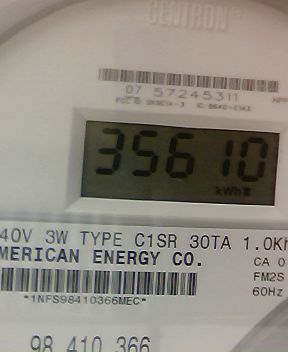 CENTRON
07 57245311
35610
kWh
40V 3W TYPE C1SR 30TA 1.0Kh
MERICAN ENERGY CO.
CA 0
FM2S
*1NFS98410366MEC*
60Hz
98 410 366